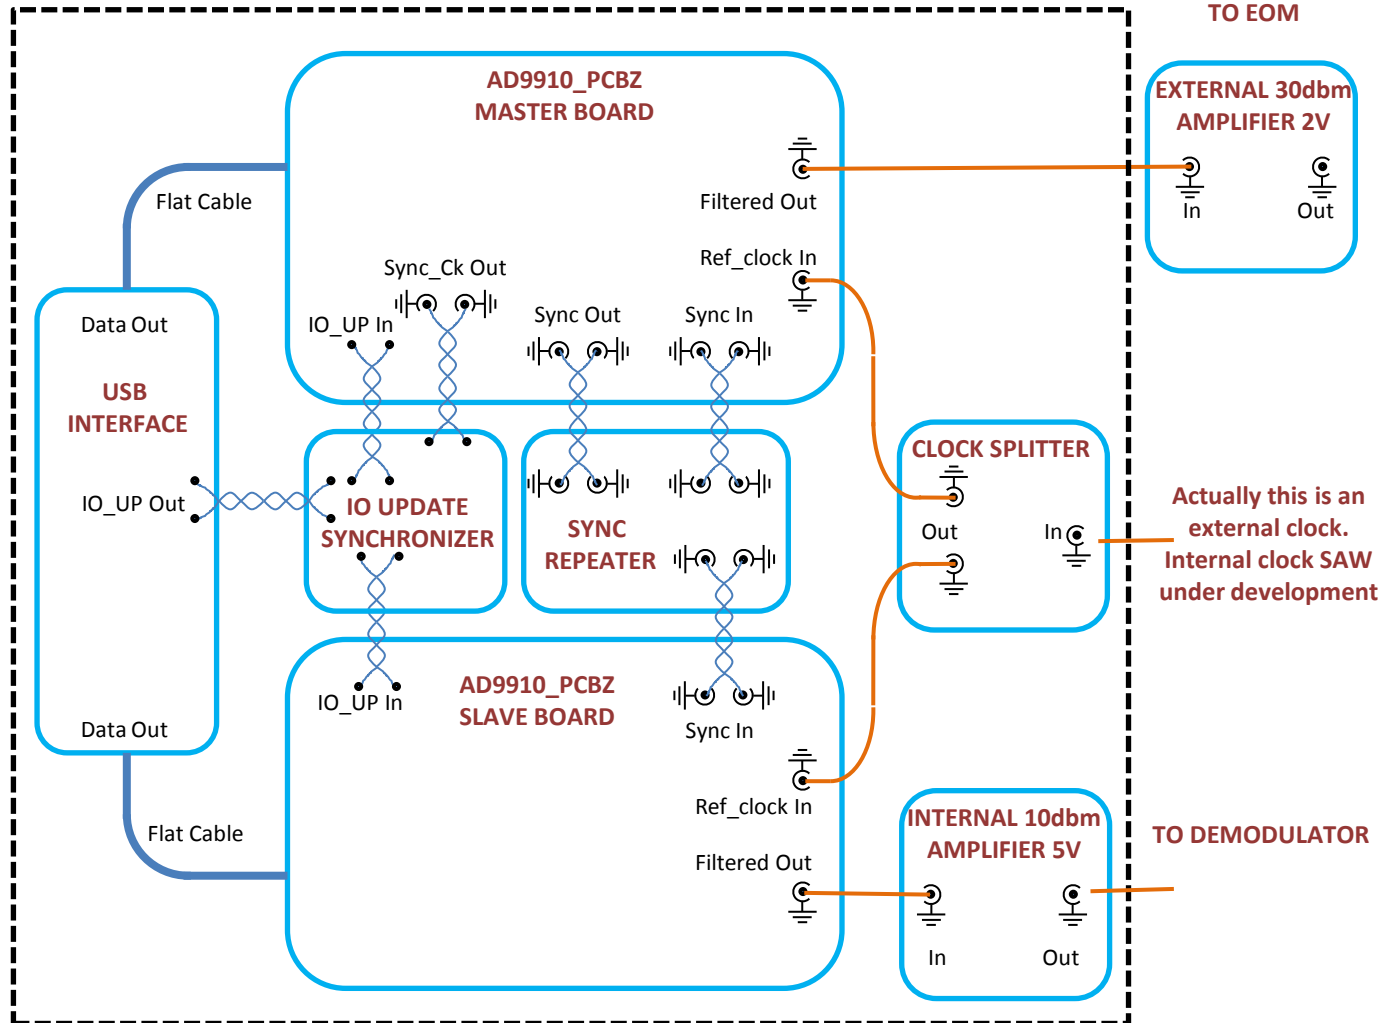 TO EOM
AD9910_PCBZ
MASTER BOARD
EXTERNAL 30dbm
AMPLIFIER 2V
In
Out
Flat Cable
Filtered Out
Ref_clock In
Sync_Ck Out
IO_UP In
Sync Out
Sync In
Data Out
USB
INTERFACE
IO_UP Out
IO UPDATE
SYNCHRONIZER
SYNC
REPEATER
CLOCK SPLITTER
Out
In
Actually this is an
external clock.
Internal clock SAW
under development
Data Out
Flat Cable
AD9910_PCBZ
SLAVE BOARD
IO_UP In
Sync In
Ref_clock In
Filtered Out
INTERNAL 10dbm
AMPLIFIER 5V
In
Out
TO DEMODULATOR